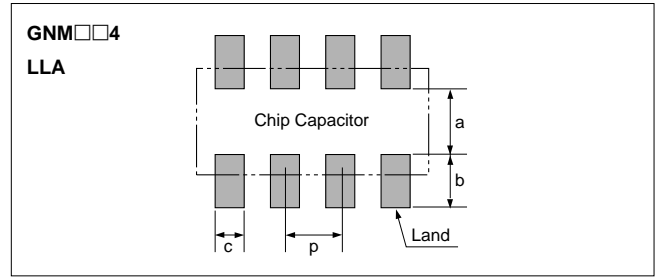 GNM□□4
LLA
Chip Capacitor
a
b
c
p
Land